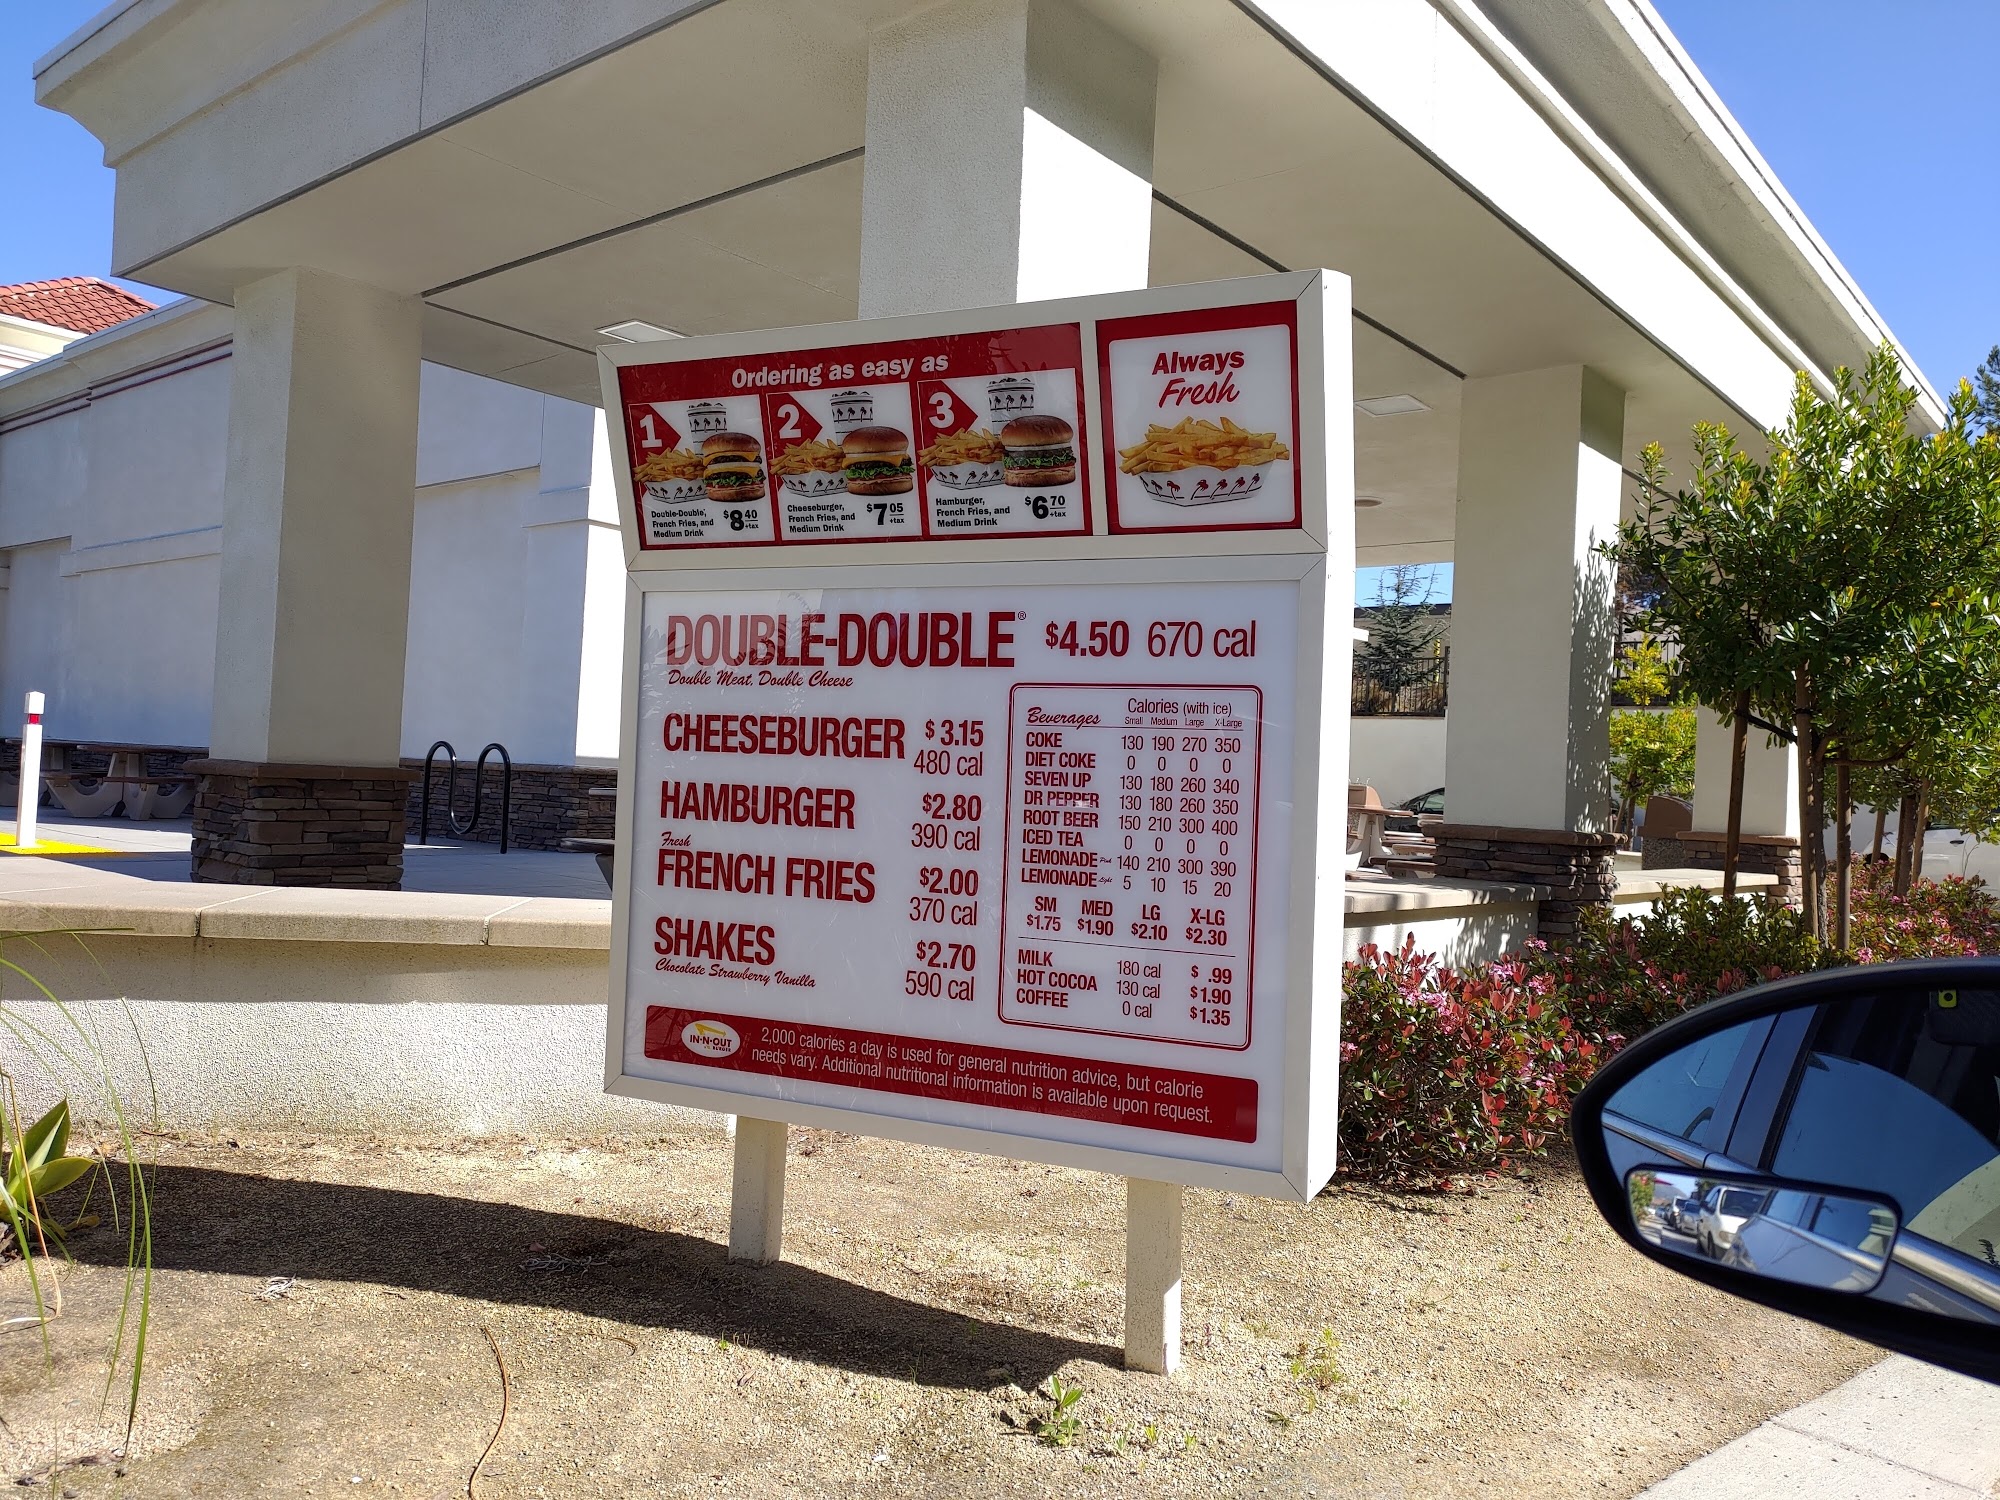 Ordering as easy as
1
Double-Double®,
French Fries, and
Medium Drink
$8 40
+tax
2
Cheeseburger,
French Fries, and
Medium Drink
$7 05
+tax
3
Hamburger,
French Fries, and
Medium Drink
$6 70
+tax
Always
Fresh
DOUBLE-DOUBLE® $4.50 670 cal
Double Meat, Double Cheese
CHEESEBURGER $3.15
480 cal
HAMBURGER $2.80
390 cal
Fresh
FRENCH FRIES $2.00
370 cal
SHAKES $2.70
Chocolate Strawberry Vanilla 590 cal
Beverages Calories (with ice)
Small Medium Large X-Large
COKE 130 190 270 350
DIET COKE 0 0 0 0
SEVEN UP 130 180 260 340
DR PEPPER 130 180 260 350
ROOT BEER 150 210 300 400
ICED TEA 0 0 0 0
LEMONADE Pink 140 210 300 390
LEMONADE Light 5 10 15 20
SM MED LG X-LG
$1.75 $1.90 $2.10 $2.30
MILK 180 cal $ .99
HOT COCOA 130 cal $1.90
COFFEE 0 cal $1.35
IN-N-OUT
BURGER
2,000 calories a day is used for general nutrition advice, but calorie
needs vary. Additional nutritional information is available upon request.